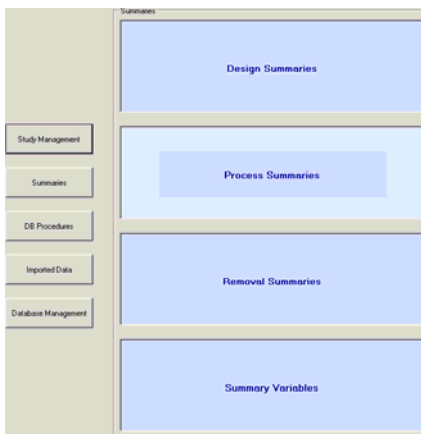 Summaries
Design Summaries
Study Management
Process Summaries
Summaries
DB Procedures
Imported Data
Removal Summaries
Database Management
Summary Variables